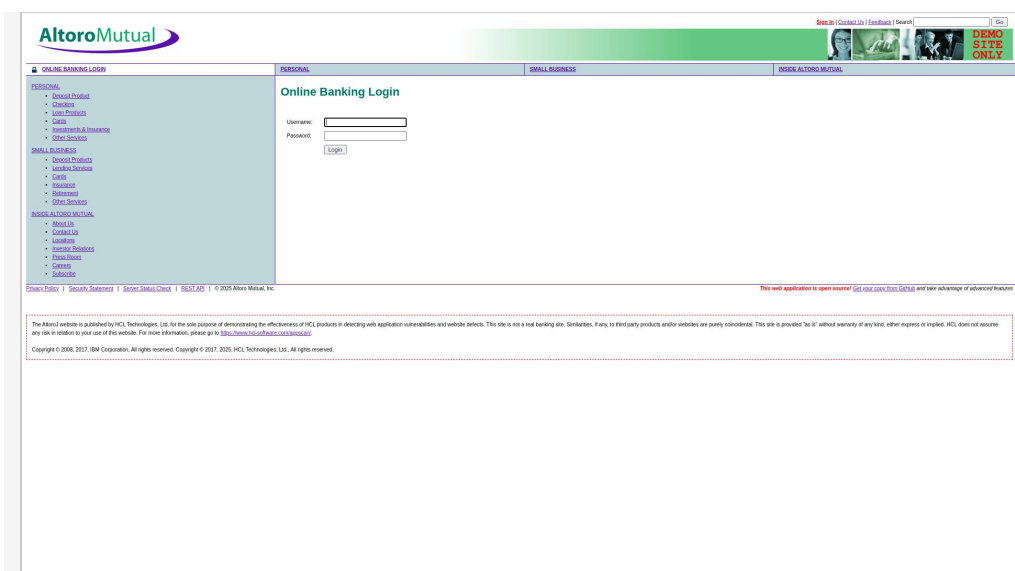 Sign In | Contact Us | Feedback | Search Go
AltoroMutual
DEMO
SITE
ONLY
ONLINE BANKING LOGIN
PERSONAL
SMALL BUSINESS
INSIDE ALTORO MUTUAL
PERSONAL
Deposit Product
Checking
Loan Products
Cards
Investments & Insurance
Other Services
SMALL BUSINESS
Deposit Products
Lending Services
Cards
Insurance
Retirement
Other Services
INSIDE ALTORO MUTUAL
About Us
Contact Us
Locations
Investor Relations
Press Room
Careers
Subscribe
Online Banking Login
Username:
Password:
Login
Privacy Policy | Security Statement | Server Status Check | REST API | © 2025 Altoro Mutual, Inc.
This web application is open source! Get your copy from GitHub and take advantage of advanced features
The AltoroJ website is published by HCL Technologies, Ltd. for the sole purpose of demonstrating the effectiveness of HCL products in detecting web application vulnerabilities and website defects. This site is not a real banking site. Similarities, if any, to third party products and/or websites are purely coincidental. This site is provided "as is" without warranty of any kind, either express or implied. HCL does not assume
any risk in relation to your use of this website. For more information, please go to https://www.hcl-software.com/appscan/.
Copyright © 2008, 2017, IBM Corporation, All rights reserved. Copyright © 2017, 2025, HCL Technologies, Ltd., All rights reserved.